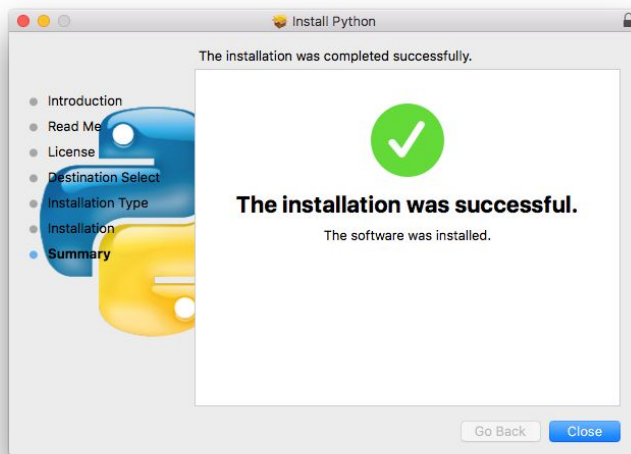 Install Python
The installation was completed successfully.
Introduction
Read Me
License
Destination Select
Installation Type
Installation
Summary
The installation was successful.
The software was installed.
Go Back
Close